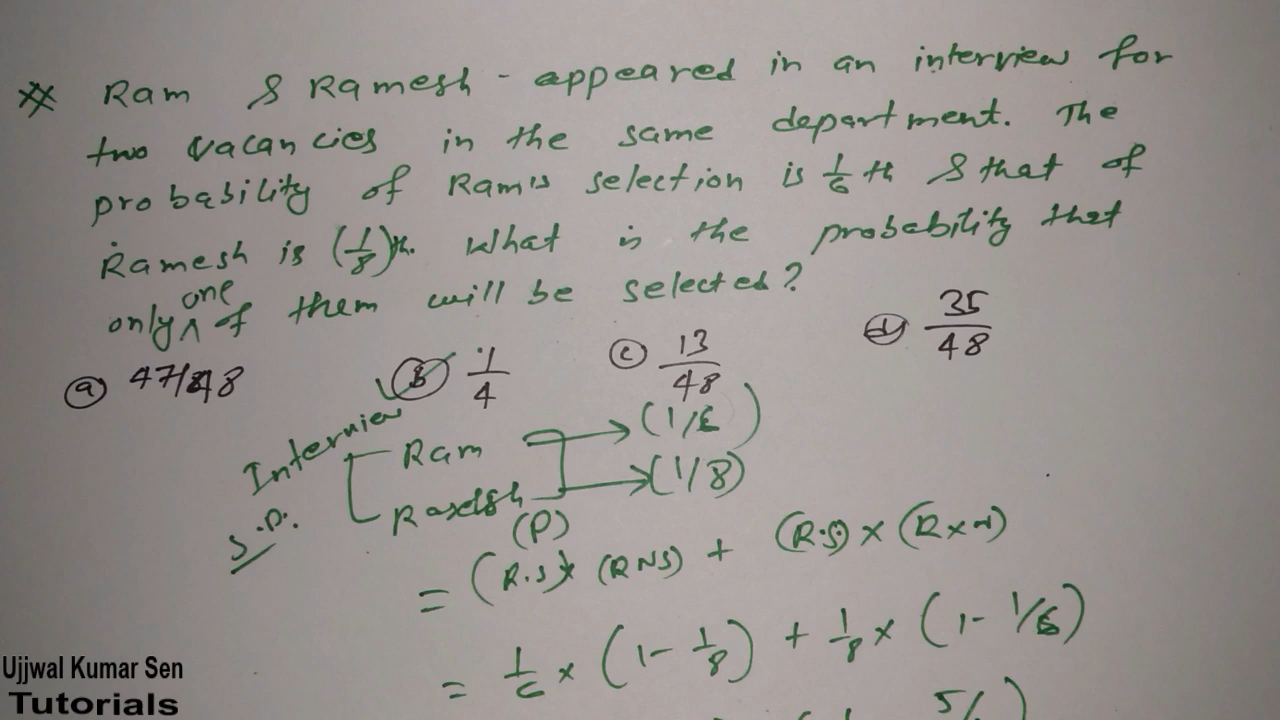 Ram & Ramesh - appeared in an interview for
two vacancies in the same department. The
probability of Ram's selection is 1/6 th & that of
Ramesh is (1/8)th. What is the probability that
only ^ one of them will be selected?
(a) 47/48 (b) 1/4 (c) 13/48 (d) 35/48
Interview
Ram → (1/6)
→ (1/8)
S.P.
(P)
= (R.S) x (RNS) + (R.S) x
= 1/6 x (1 - 1/8) + 1/8 x (1 - 1/6)
5/
Ujjwal Kumar Sen
Tutorials